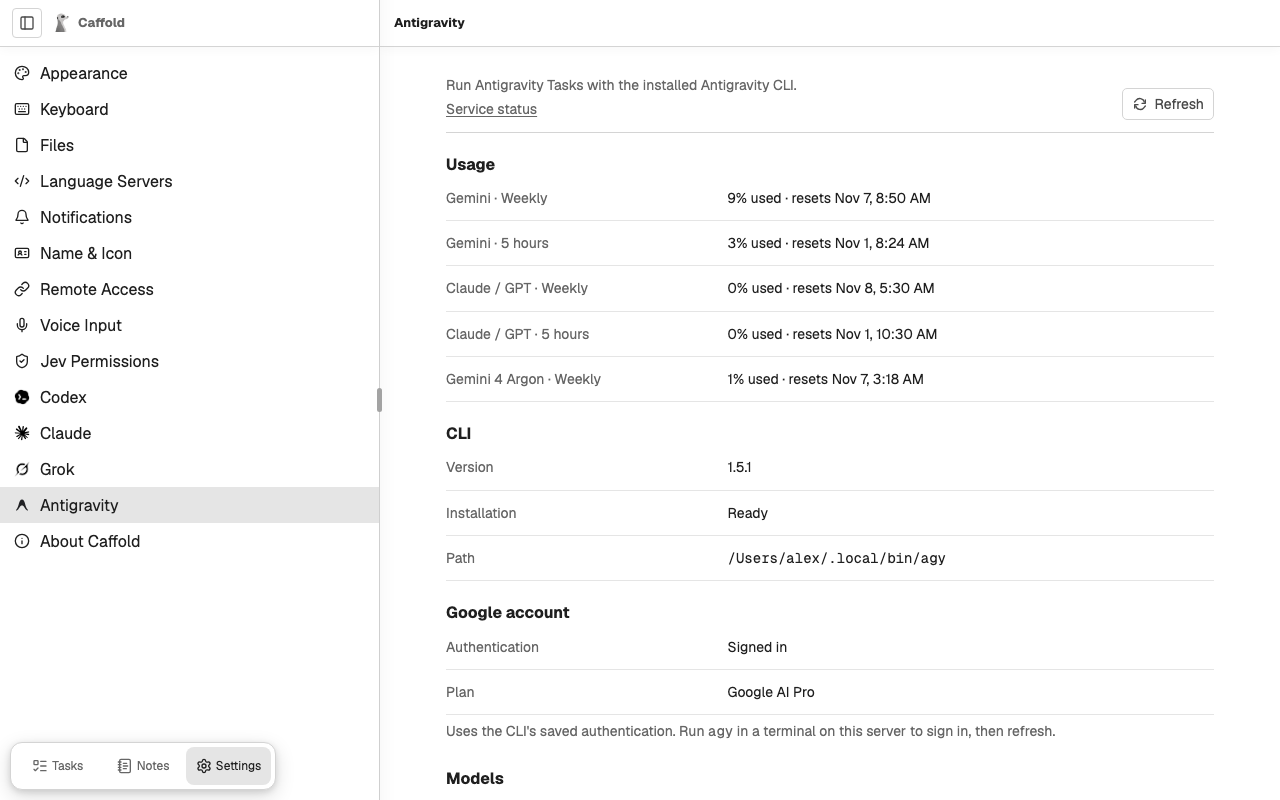 Caffold
Antigravity
Appearance
Keyboard
Files
Language Servers
Notifications
Name & Icon
Remote Access
Voice Input
Jev Permissions
Codex
Claude
Grok
Antigravity
About Caffold
Tasks
Notes
Settings
Run Antigravity Tasks with the installed Antigravity CLI.
Service status
Refresh
Usage
Gemini · Weekly 9% used · resets Nov 7, 8:50 AM
Gemini · 5 hours 3% used · resets Nov 1, 8:24 AM
Claude / GPT · Weekly 0% used · resets Nov 8, 5:30 AM
Claude / GPT · 5 hours 0% used · resets Nov 1, 10:30 AM
Gemini 4 Argon · Weekly 1% used · resets Nov 7, 3:18 AM
CLI
Version 1.5.1
Installation Ready
Path /Users/alex/.local/bin/agy
Google account
Authentication Signed in
Plan Google AI Pro
Uses the CLI's saved authentication. Run agy in a terminal on this server to sign in, then refresh.
Models